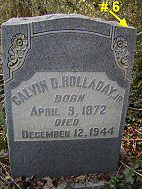 # 6
CALVIN D. HOLLADAY, JR
BORN
APRIL 9, 1872
DIED
DECEMBER 12, 1944